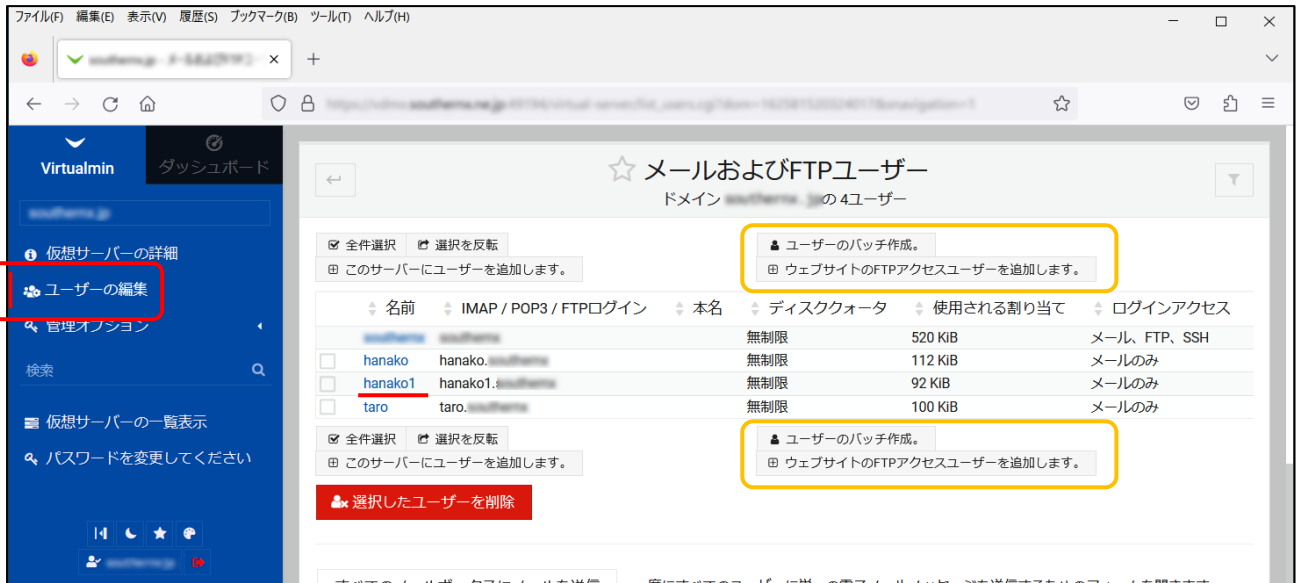 ファイル(F) 編集(E) 表示(V) 履歴(S) ブックマーク(B) ツール(T) ヘルプ(H)
Virtualmin
ダッシュボード
仮想サーバーの詳細
ユーザーの編集
管理オプション
検索
仮想サーバーの一覧表示
パスワードを変更してください
メールおよびFTPユーザー
ドメイン の 4ユーザー
全件選択 選択を反転 ユーザーのバッチ作成。
このサーバーにユーザーを追加します。 ウェブサイトのFTPアクセスユーザーを追加します。
名前 IMAP / POP3 / FTPログイン 本名 ディスククォータ 使用される割り当て ログインアクセス
無制限 520 KiB メール、FTP、SSH
hanako hanako. 無制限 112 KiB メールのみ
hanako1 hanako1. 無制限 92 KiB メールのみ
taro taro. 無制限 100 KiB メールのみ
全件選択 選択を反転 ユーザーのバッチ作成。
このサーバーにユーザーを追加します。 ウェブサイトのFTPアクセスユーザーを追加します。
選択したユーザーを削除